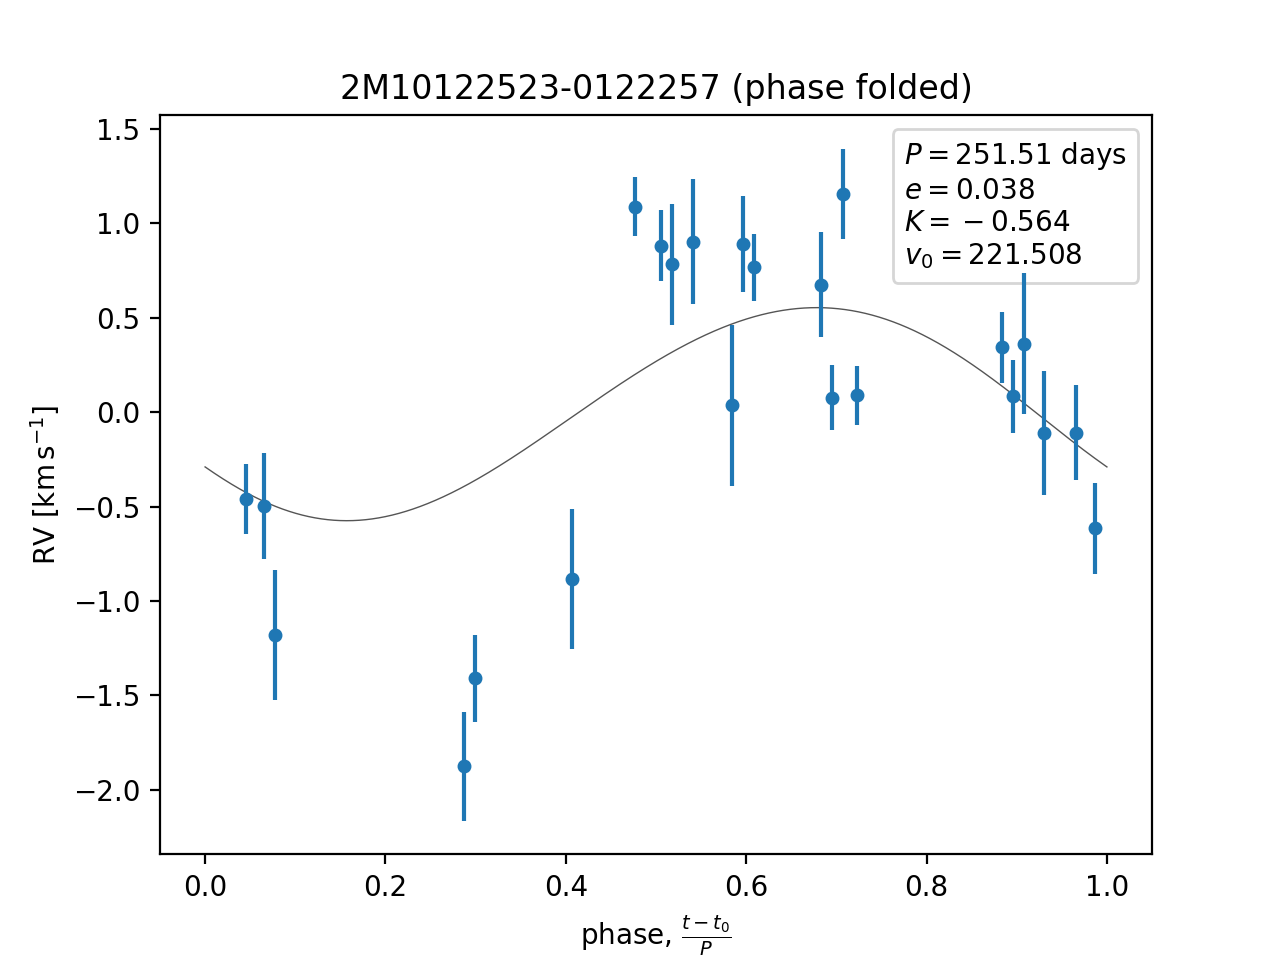 2M10122523-0122257 (phase folded)
P = 251.51 days
e = 0.038
K = −0.564
v₀ = 221.508
1.5
1.0
0.5
0.0
−0.5
−1.0
−1.5
−2.0
RV [km s⁻¹]
0.0 0.2 0.4 0.6 0.8 1.0
phase, (t − t₀)/P